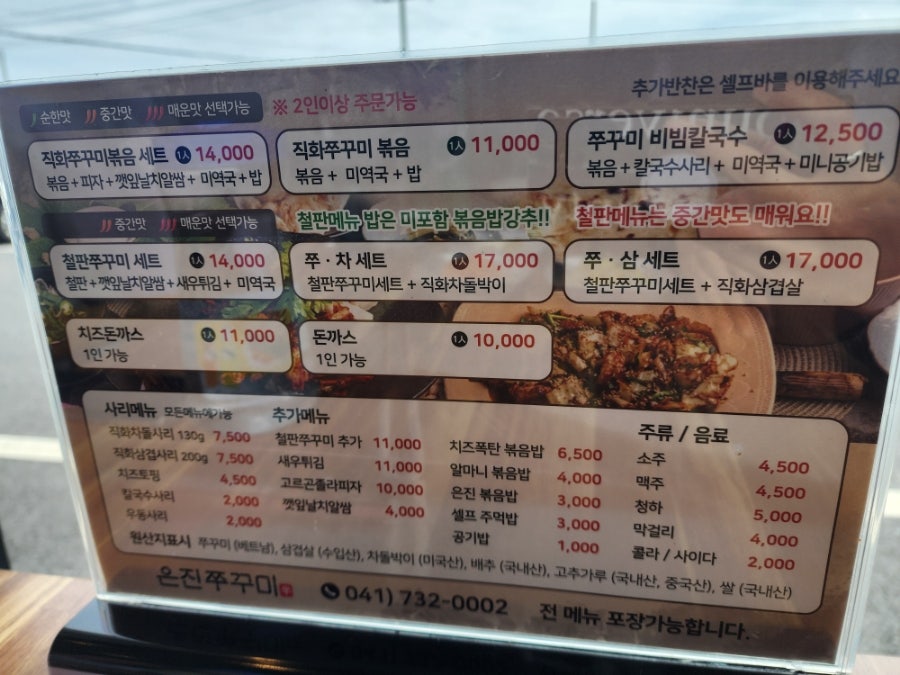 추가반찬은 셀프바를 이용해주세요
순한맛 중간맛 매운맛 선택가능 ※ 2인이상 주문가능
직화쭈꾸미볶음 세트 1인 14,000
볶음+피자+깻잎날치알쌈+미역국+밥
직화쭈꾸미 볶음 1인 11,000
볶음+ 미역국+밥
쭈꾸미 비빔칼국수 1인 12,500
볶음+칼국수사리+ 미역국+미니공기밥
중간맛 매운맛 선택가능
철판메뉴 밥은 미포함 볶음밥강추!!
철판메뉴는 중간맛도 매워요!!
철판쭈꾸미 세트 1인 14,000
철판+깻잎날치알쌈+새우튀김+ 미역국
쭈·차 세트 1인 17,000
철판쭈꾸미세트+직화차돌박이
쭈·삼 세트 1인 17,000
철판쭈꾸미세트 + 직화삼겹살
치즈돈까스 1인 11,000
1인 가능
돈까스 1인 10,000
1인 가능
사리메뉴 모든메뉴에가능
직화차돌사리 130g 7,500
직화삼겹사리 200g 7,500
치즈토핑 4,500
칼국수사리 2,000
우동사리 2,000
추가메뉴
철판쭈꾸미 추가 11,000
새우튀김 11,000
고르곤졸라피자 10,000
깻잎날치알쌈 4,000
치즈폭탄 볶음밥 6,500
알마니 볶음밥 4,000
은진 볶음밥 3,000
셀프 주먹밥 3,000
공기밥 1,000
주류 / 음료
소주 4,500
맥주 4,500
청하 5,000
막걸리 4,000
콜라 / 사이다 2,000
원산지표시 쭈꾸미 (베트남), 삼겹살 (수입산), 차돌박이 (미국산), 배추 (국내산), 고추가루 (국내산, 중국산), 쌀 (국내산)
은진쭈꾸미 041) 732-0002 전 메뉴 포장가능합니다.